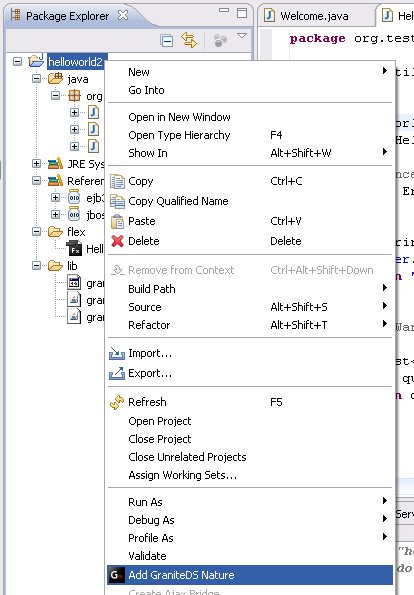 Package Explorer
Welcome.java
Hel
package org.test
helloworld2
java
org
JRE Sys
Reference
ejb3
jbos
flex
Hello
lib
gran
gran
gran
New
Go Into
Open in New Window
Open Type Hierarchy F4
Show In Alt+Shift+W
Copy Ctrl+C
Copy Qualified Name
Paste Ctrl+V
Delete Delete
Remove from Context Ctrl+Alt+Shift+Down
Build Path
Source Alt+Shift+S
Refactor Alt+Shift+T
Import...
Export...
Refresh F5
Open Project
Close Project
Close Unrelated Projects
Assign Working Sets...
Run As
Debug As
Profile As
Validate
Add GraniteDS Nature
Create Ajax Bridge